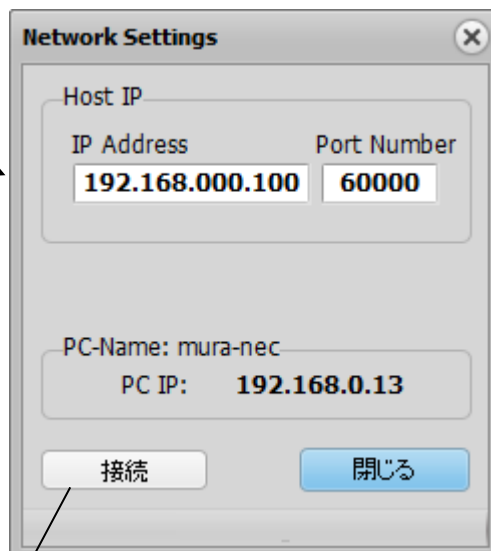 Network Settings
Host IP
IP Address Port Number
192.168.000.100 60000
PC-Name: mura-nec
PC IP: 192.168.0.13
接続 閉じる